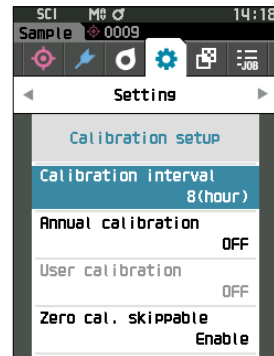 SCI M0 14:18
Sample 0009
-JOB
Setting
Calibration setup
Calibration interval
8(hour)
Annual calibration
OFF
User calibration
OFF
Zero cal. skippable
Enable